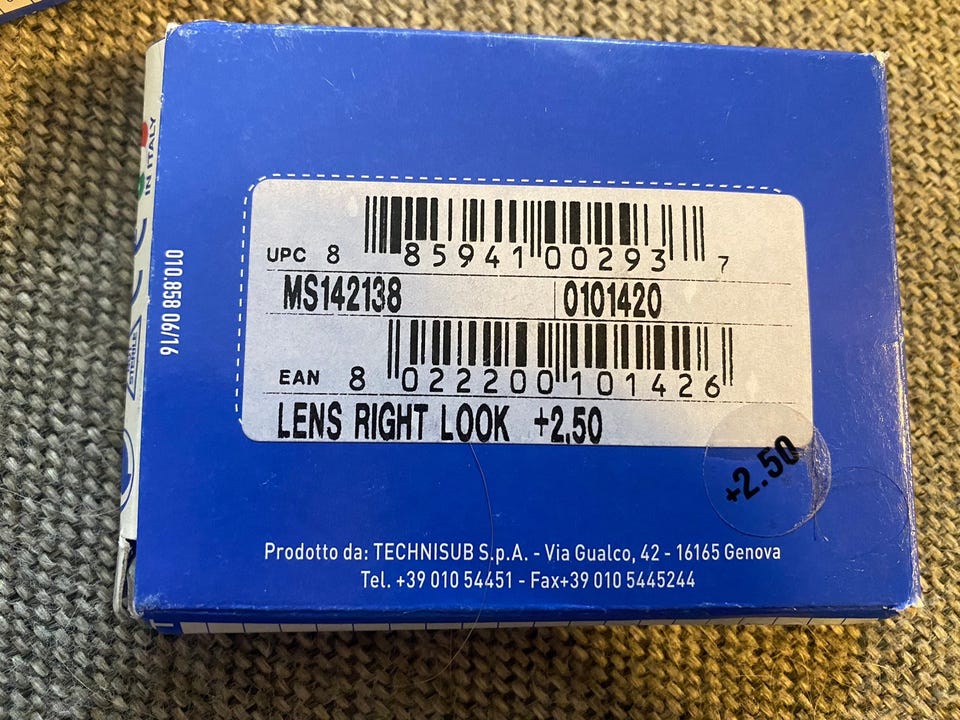 IN ITALY
010.858 06/16
UPC 8 85941 00293 7
MS142138 0101420
EAN 8 022200 101426
LENS RIGHT LOOK +2,50
+2.50
Prodotto da: TECHNISUB S.p.A. - Via Gualco, 42 - 16165 Genova
Tel. +39 010 54451 - Fax+39 010 5445244